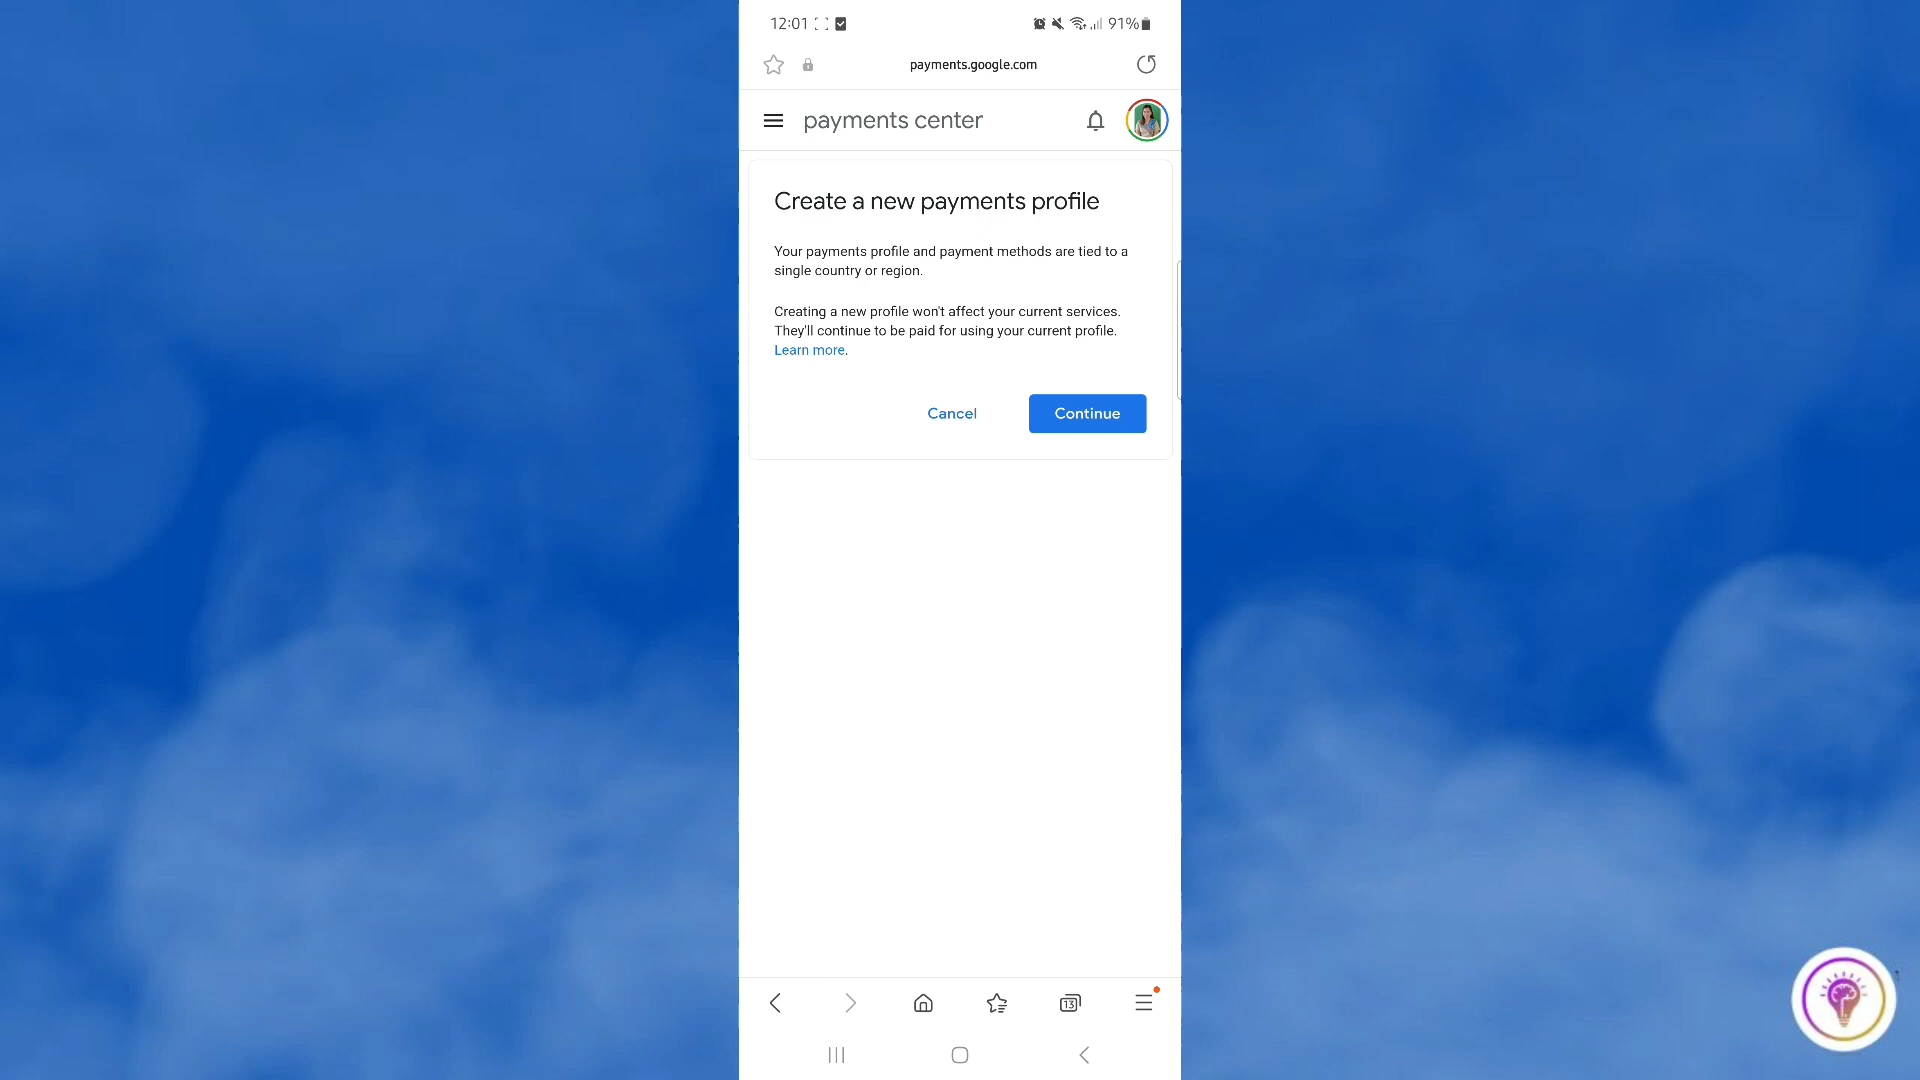 12:01
91%
payments.google.com
payments center
Create a new payments profile
Your payments profile and payment methods are tied to a
single country or region.
Creating a new profile won't affect your current services.
They'll continue to be paid for using your current profile.
Learn more.
Cancel
Continue
13